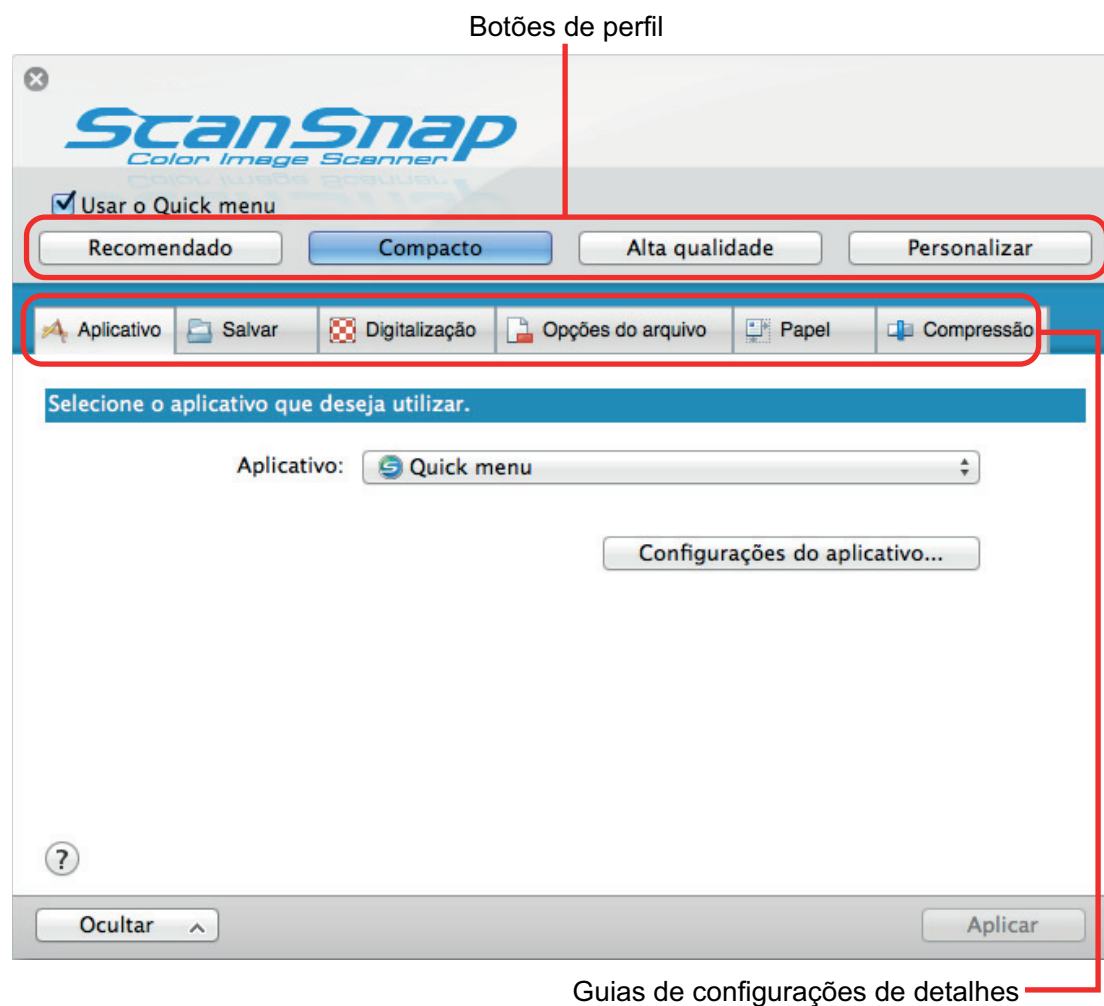 Botões de perfil
ScanSnap
Color Image Scanner
Usar o Quick menu
Recomendado Compacto Alta qualidade Personalizar
Aplicativo Salvar Digitalização Opções do arquivo Papel Compressão
Selecione o aplicativo que deseja utilizar.
Aplicativo: Quick menu
Configurações do aplicativo...
?
Ocultar Aplicar
Guias de configurações de detalhes